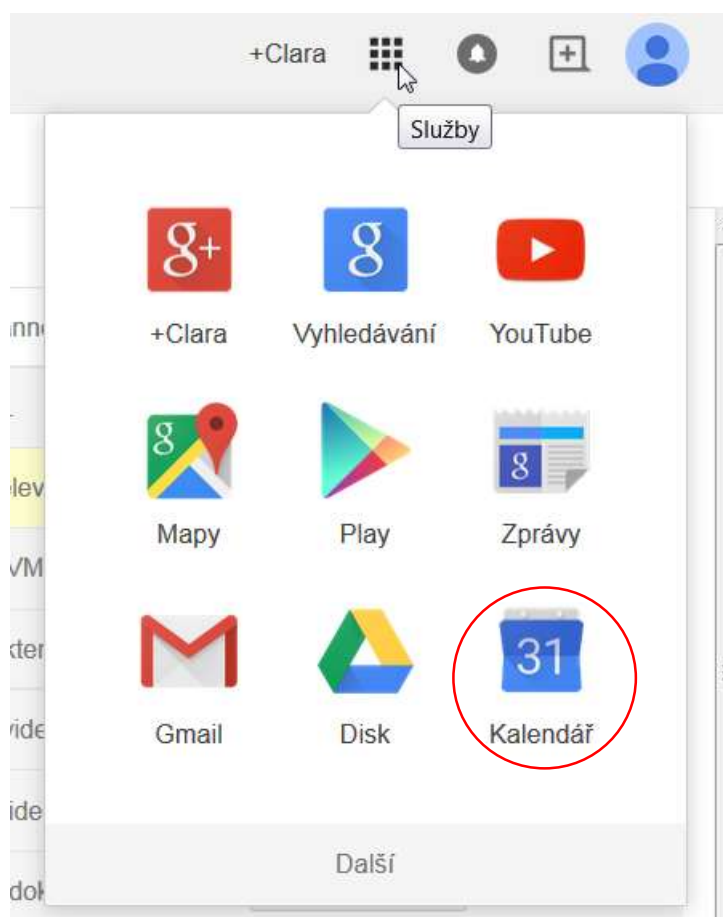 +Clara
Služby
+Clara Vyhledávání YouTube
Mapy Play Zprávy
31
Gmail Disk Kalendář
Další